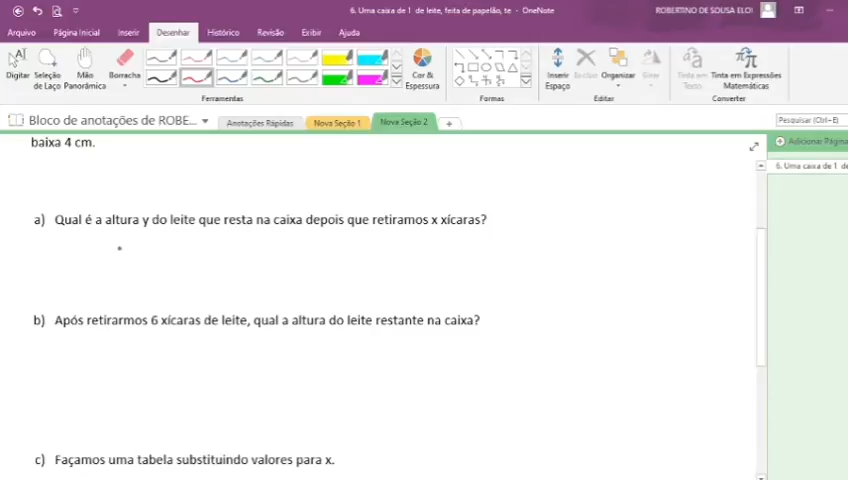 6. Uma caixa de 1 de leite, feita de papelão, te - OneNote
ROBERTINO DE SOUSA ELOI
Arquivo Página Inicial Inserir Desenhar Histórico Revisão Exibir Ajuda
Digitar Seleção de Laço Mão Panorâmica Borracha Cor & Espessura Inserir Espaço Excluir Organizar Girar Tinta em Texto Tinta em Expressões Matemáticas
Ferramentas Formas Editar Converter
Bloco de anotações de ROBE... Anotações Rápidas Nova Seção 1 Nova Seção 2 + Pesquisar (Ctrl+E)
Adicionar Página
6. Uma caixa de 1 de
baixa 4 cm.
a) Qual é a altura y do leite que resta na caixa depois que retiramos x xícaras?
b) Após retirarmos 6 xícaras de leite, qual a altura do leite restante na caixa?
c) Façamos uma tabela substituindo valores para x.